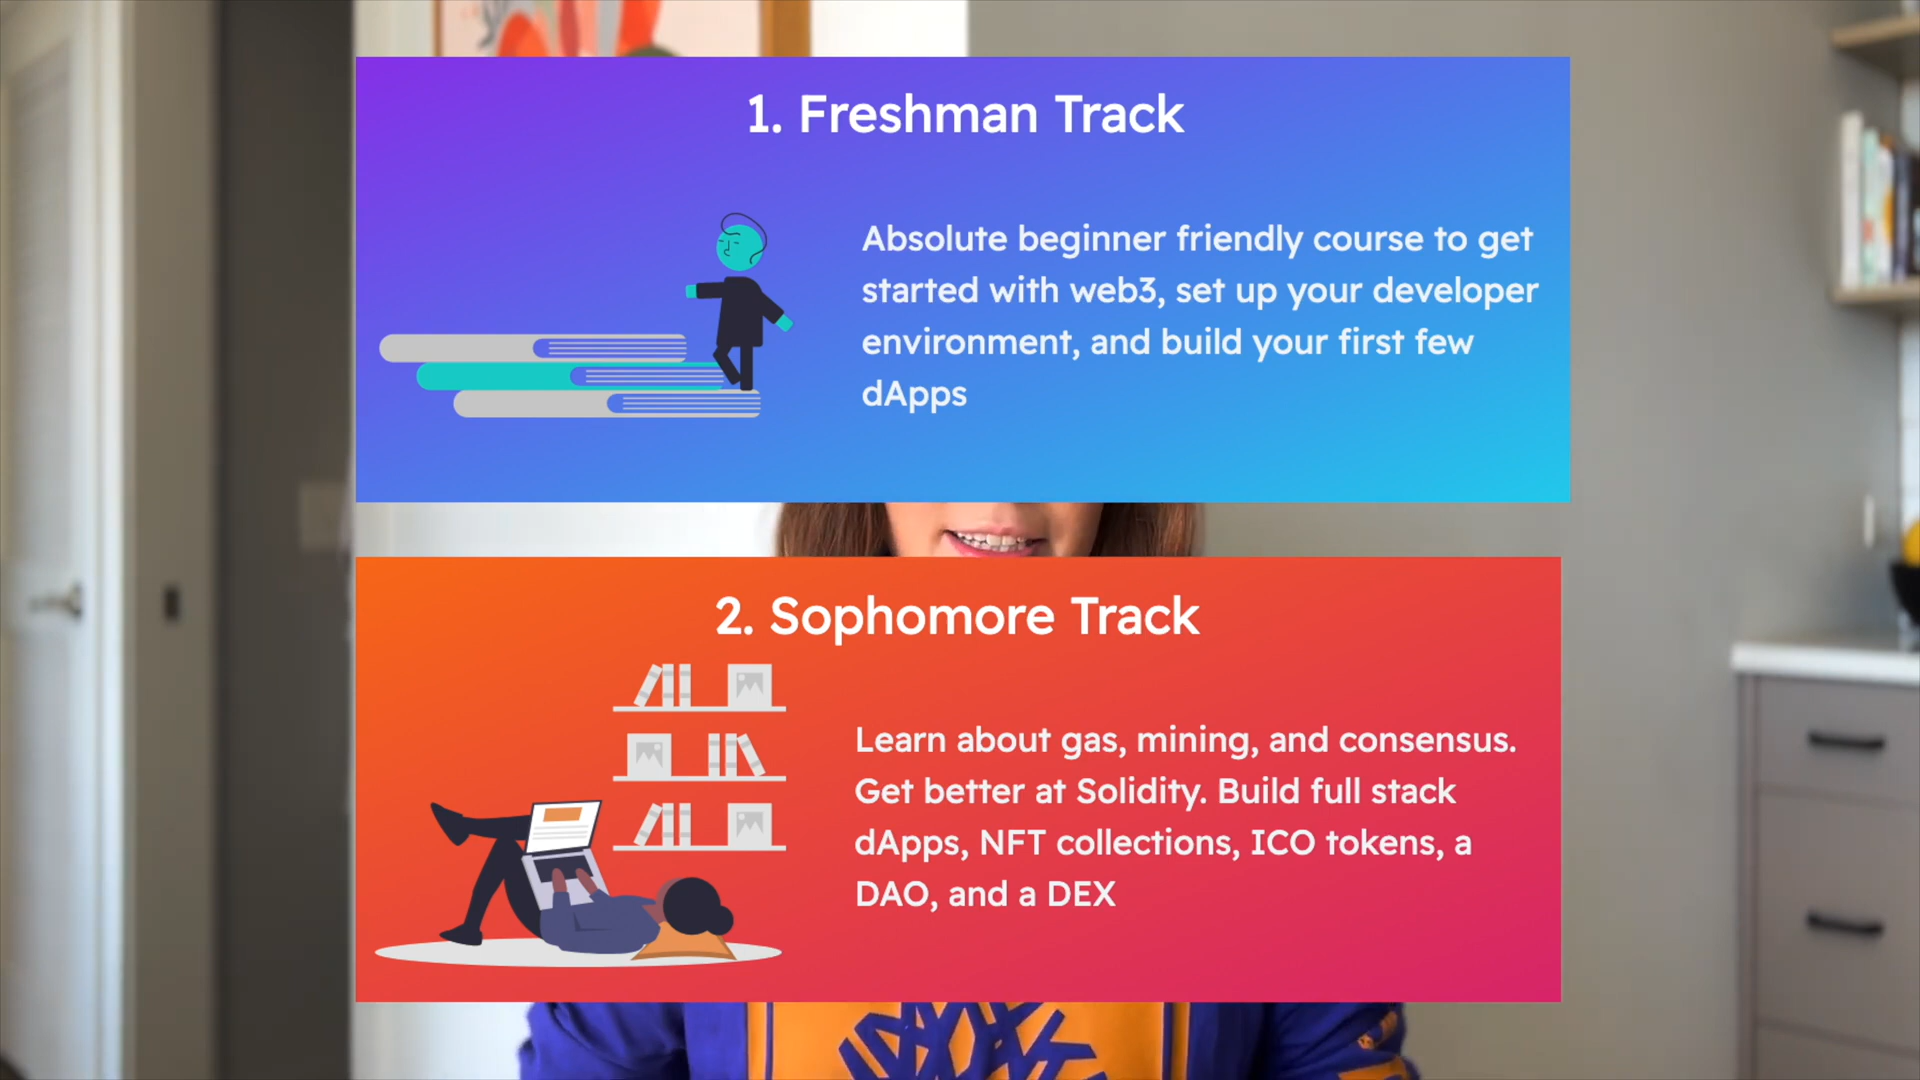 1. Freshman Track
Absolute beginner friendly course to get
started with web3, set up your developer
environment, and build your first few
dApps
2. Sophomore Track
Learn about gas, mining, and consensus.
Get better at Solidity. Build full stack
dApps, NFT collections, ICO tokens, a
DAO, and a DEX